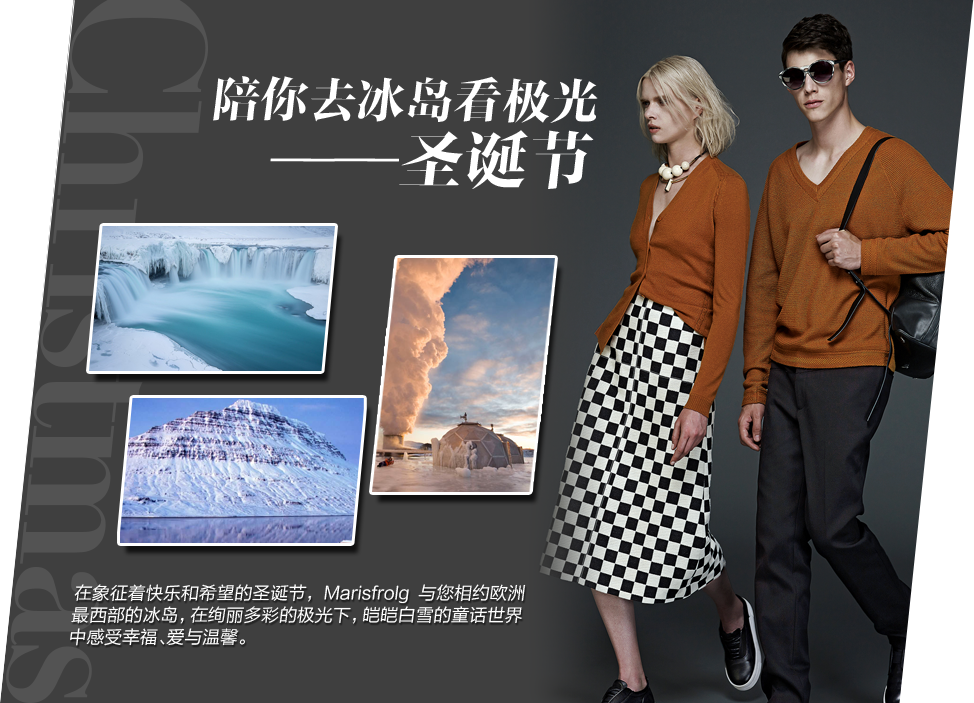 Christmas
陪你去冰岛看极光
——圣诞节
在象征着快乐和希望的圣诞节，Marisfrolg 与您相约欧洲
最西部的冰岛，在绚丽多彩的极光下，皑皑白雪的童话世界
中感受幸福、爱与温馨。